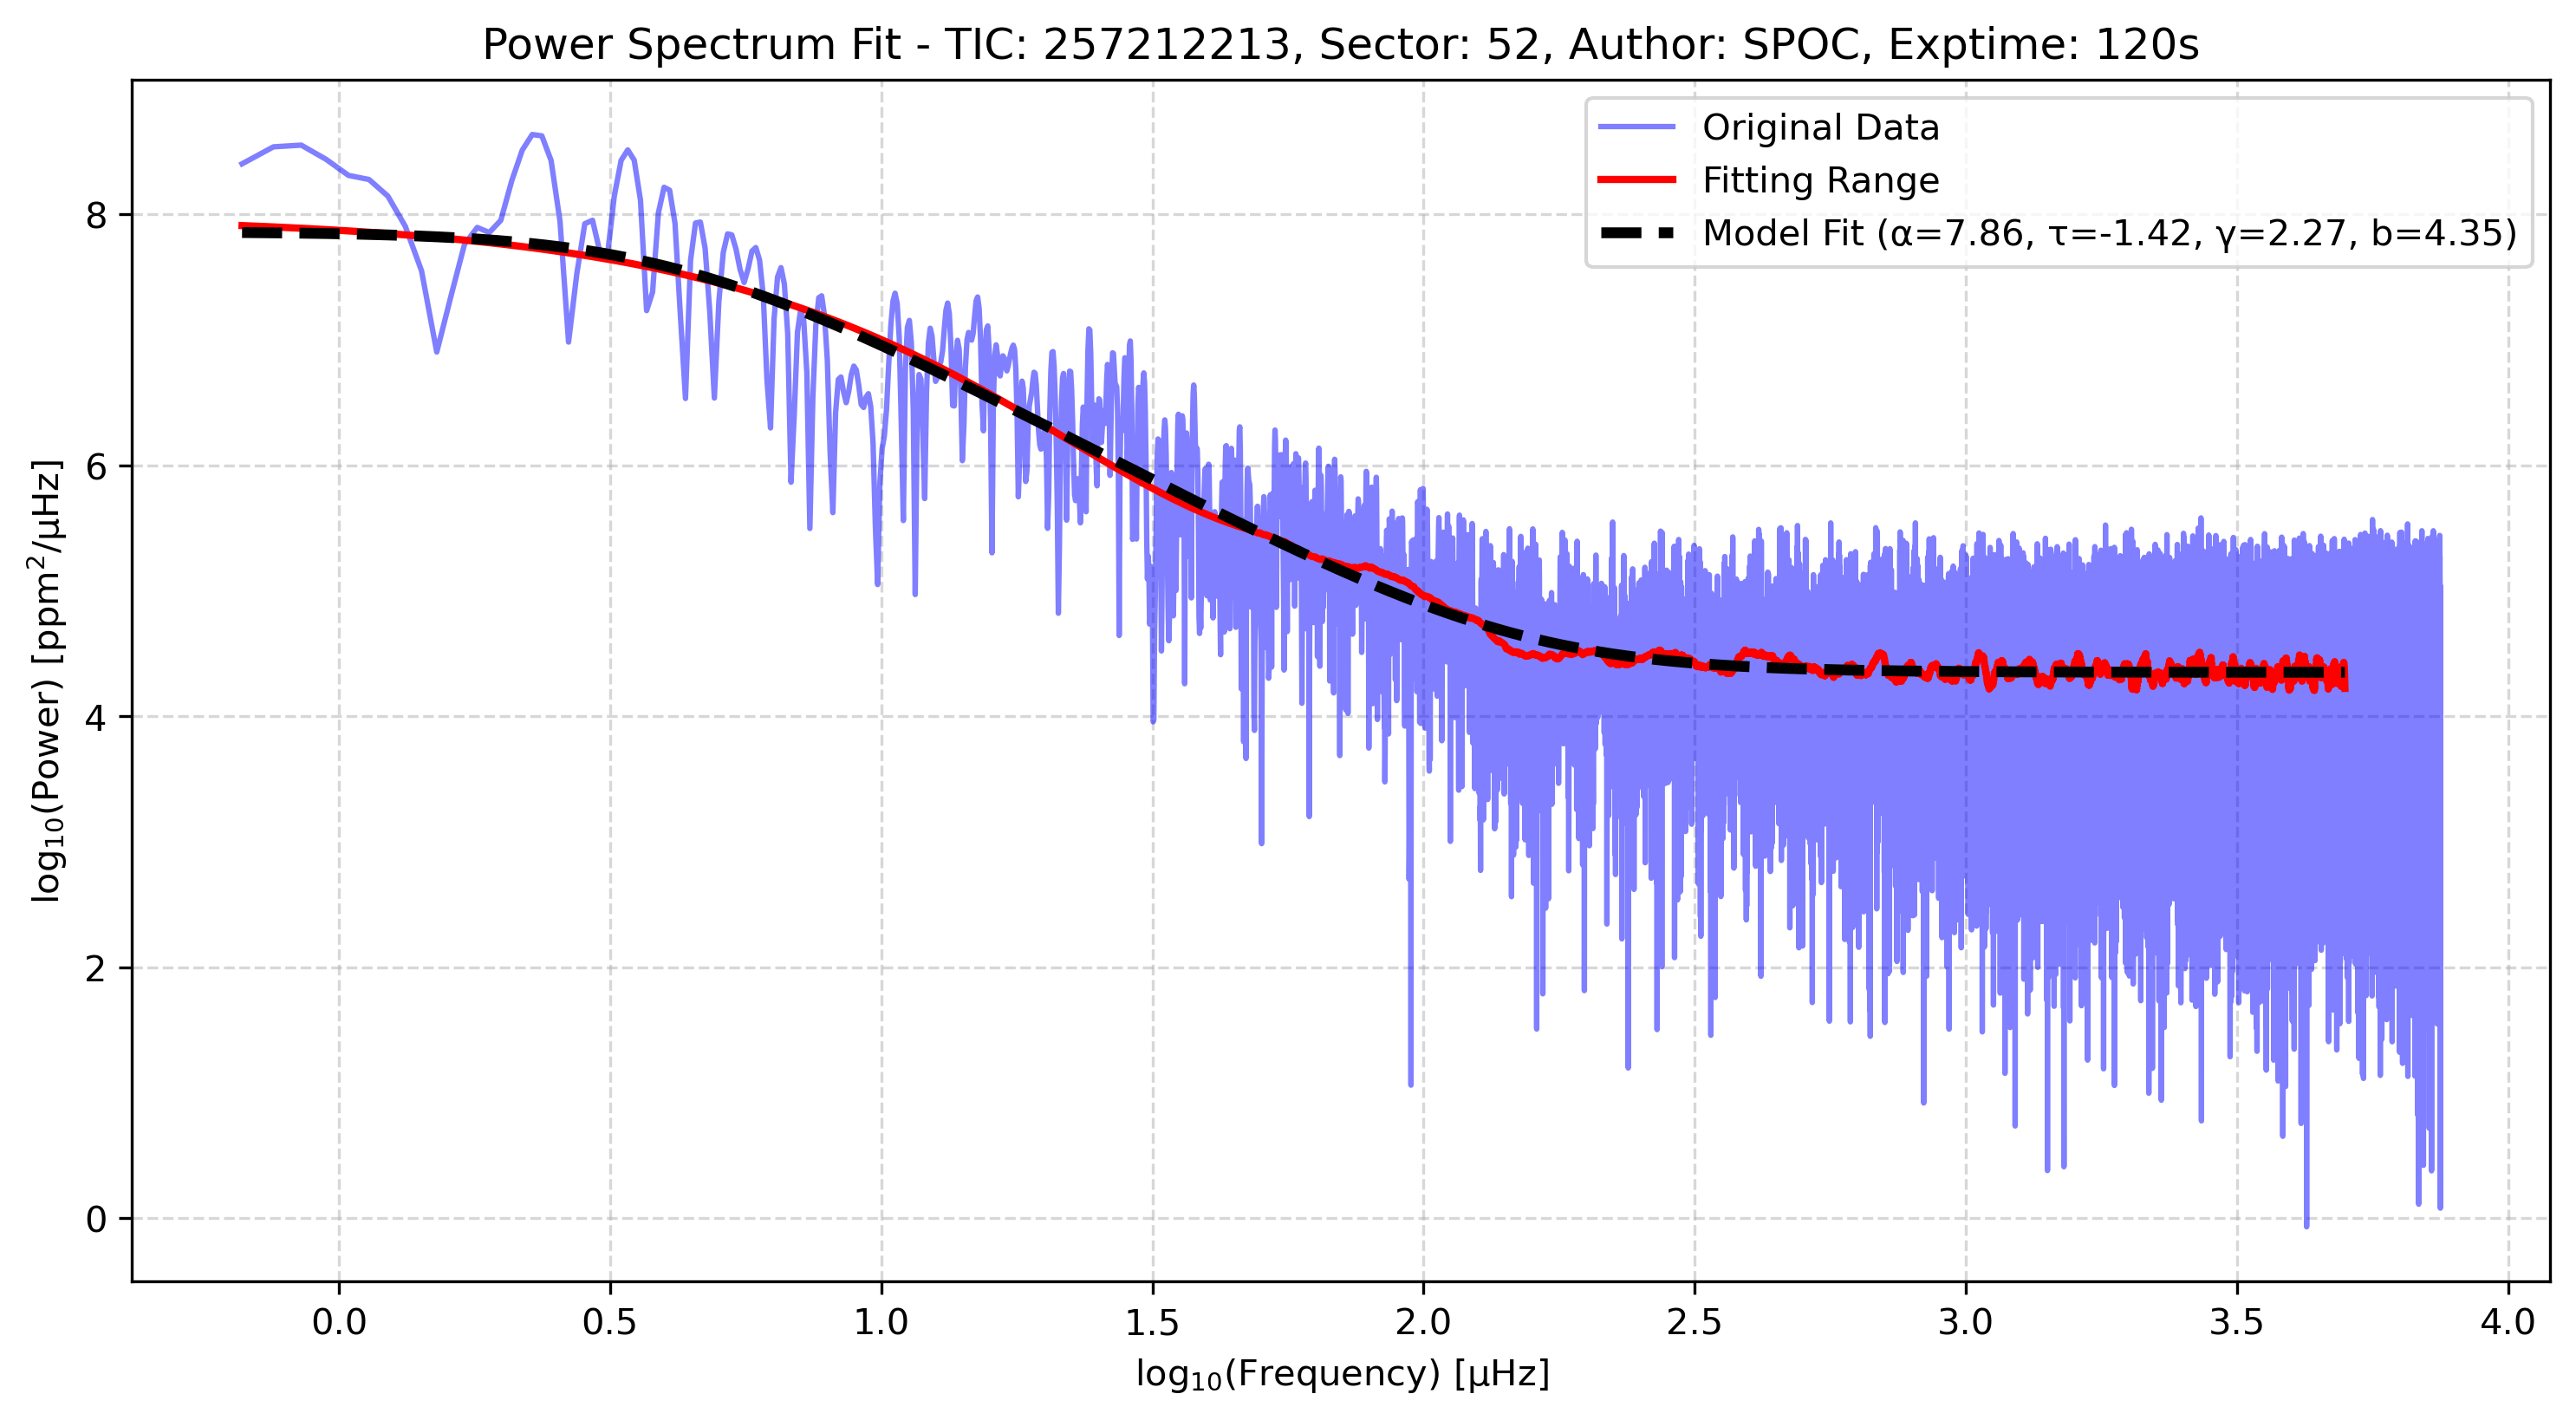 Power Spectrum Fit - TIC: 257212213, Sector: 52, Author: SPOC, Exptime: 120s
Original Data
Fitting Range
Model Fit (α=7.86, τ=-1.42, γ=2.27, b=4.35)
log₁₀(Power) [ppm²/μHz]
8
6
4
2
0
0.0 0.5 1.0 1.5 2.0 2.5 3.0 3.5 4.0
log₁₀(Frequency) [μHz]